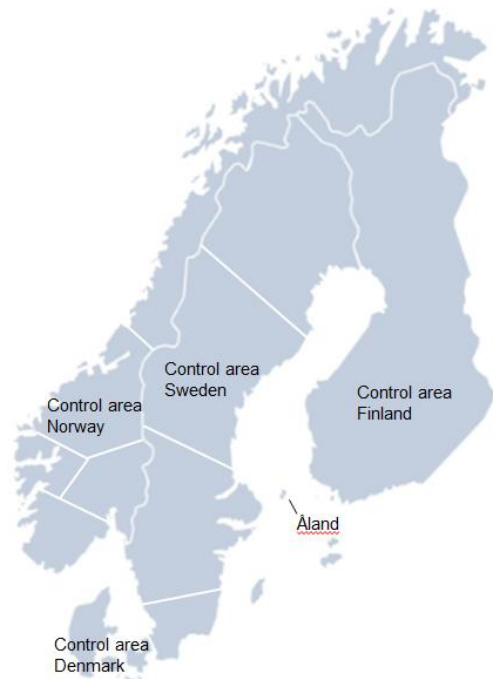 Control area
Sweden
Control area
Norway
Control area
Finland
Åland
Control area
Denmark